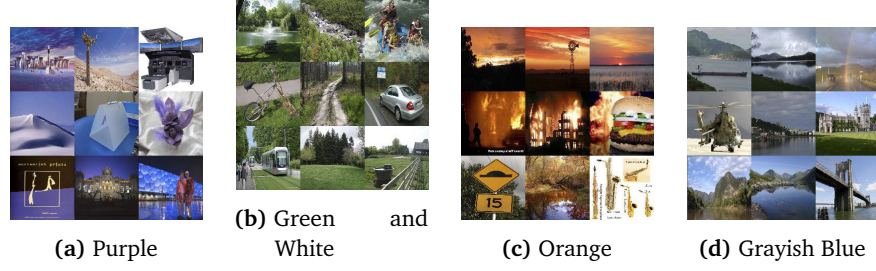 15
(a) Purple
(b) Green and
White
(c) Orange
(d) Grayish Blue